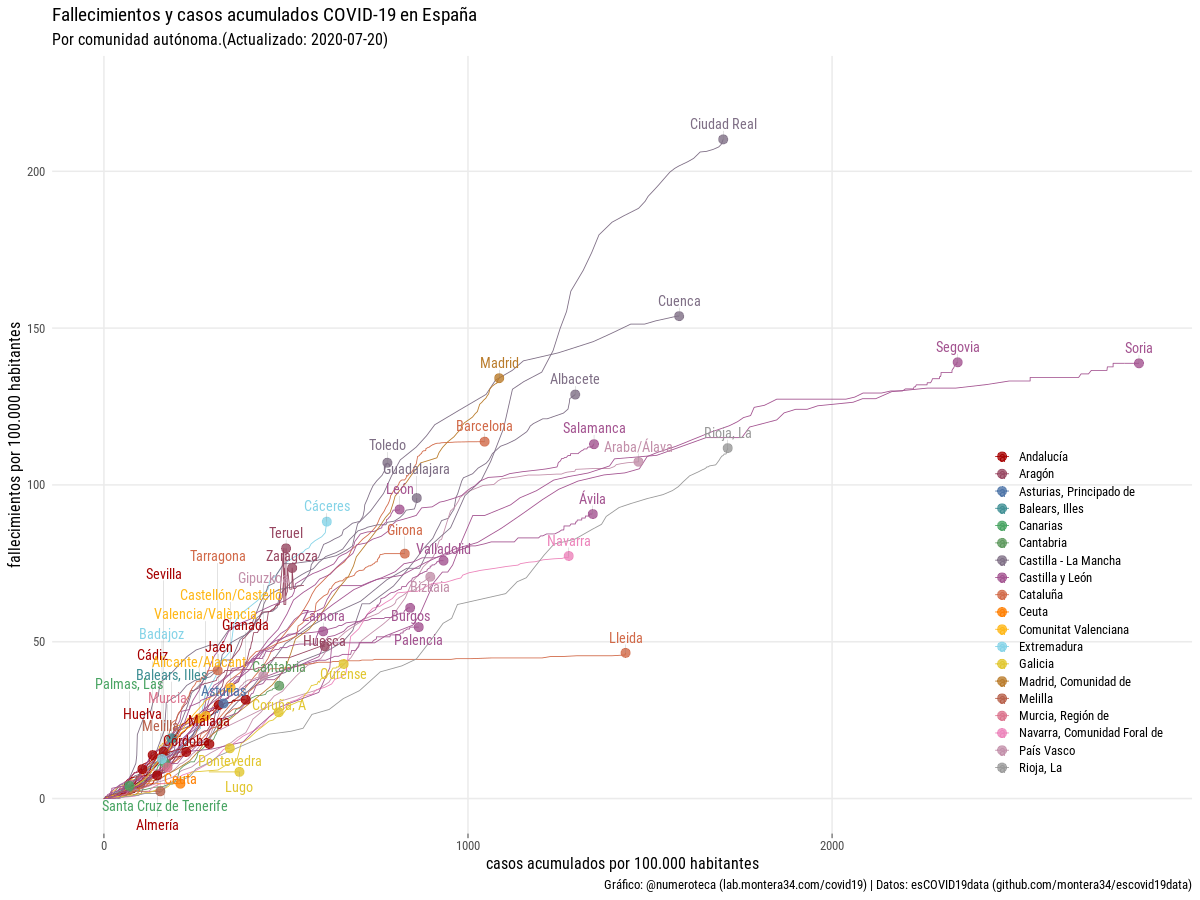 Fallecimientos y casos acumulados COVID-19 en España
Por comunidad autónoma.(Actualizado: 2020-07-20)
fallecimientos por 100.000 habitantes
200
150
100
50
0
Ciudad Real
Cuenca
Segovia
Soria
Madrid
Albacete
Barcelona
Salamanca
Rioja, La
Toledo
Araba/Álava
Guadalajara
León
Ávila
Cáceres
Girona
Teruel
Navarra
Valladolid
Tarragona
Zaragoza
Sevilla
Gipuzko
Bizkaia
Castellón/Castelló
Valencia/València
Zamora
Burgos
Granada
Badajoz
Huesca
Palencia
Lleida
Jaén
Cádiz
Alicante/Alacant
Cantabria
Balears, Illes
Ourense
Palmas, Las
Asturias
Murcia
Coruña, A
Huelva
Málaga
Melilla
Córdoba
Pontevedra
Ceuta
Lugo
Santa Cruz de Tenerife
Almería
Andalucía
Aragón
Asturias, Principado de
Balears, Illes
Canarias
Cantabria
Castilla - La Mancha
Castilla y León
Cataluña
Ceuta
Comunitat Valenciana
Extremadura
Galicia
Madrid, Comunidad de
Melilla
Murcia, Región de
Navarra, Comunidad Foral de
País Vasco
Rioja, La
0
1000
2000
casos acumulados por 100.000 habitantes
Gráfico: @numeroteca (lab.montera34.com/covid19) | Datos: esCOVID19data (github.com/montera34/escovid19data)